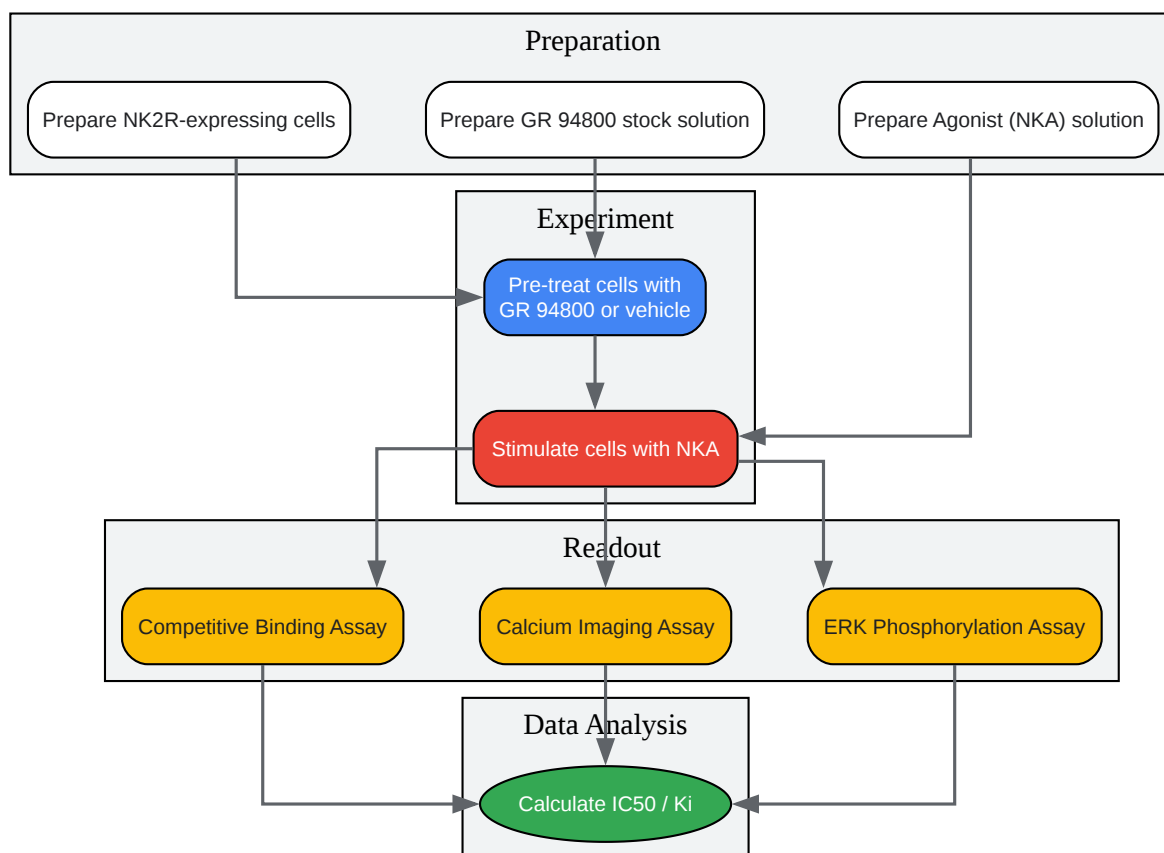 Preparation
Prepare NK2R-expressing cells
Prepare GR 94800 stock solution
Prepare Agonist (NKA) solution
Experiment
Pre-treat cells with
GR 94800 or vehicle
Stimulate cells with NKA
Readout
Competitive Binding Assay
Calcium Imaging Assay
ERK Phosphorylation Assay
Data Analysis
Calculate IC50 / Ki